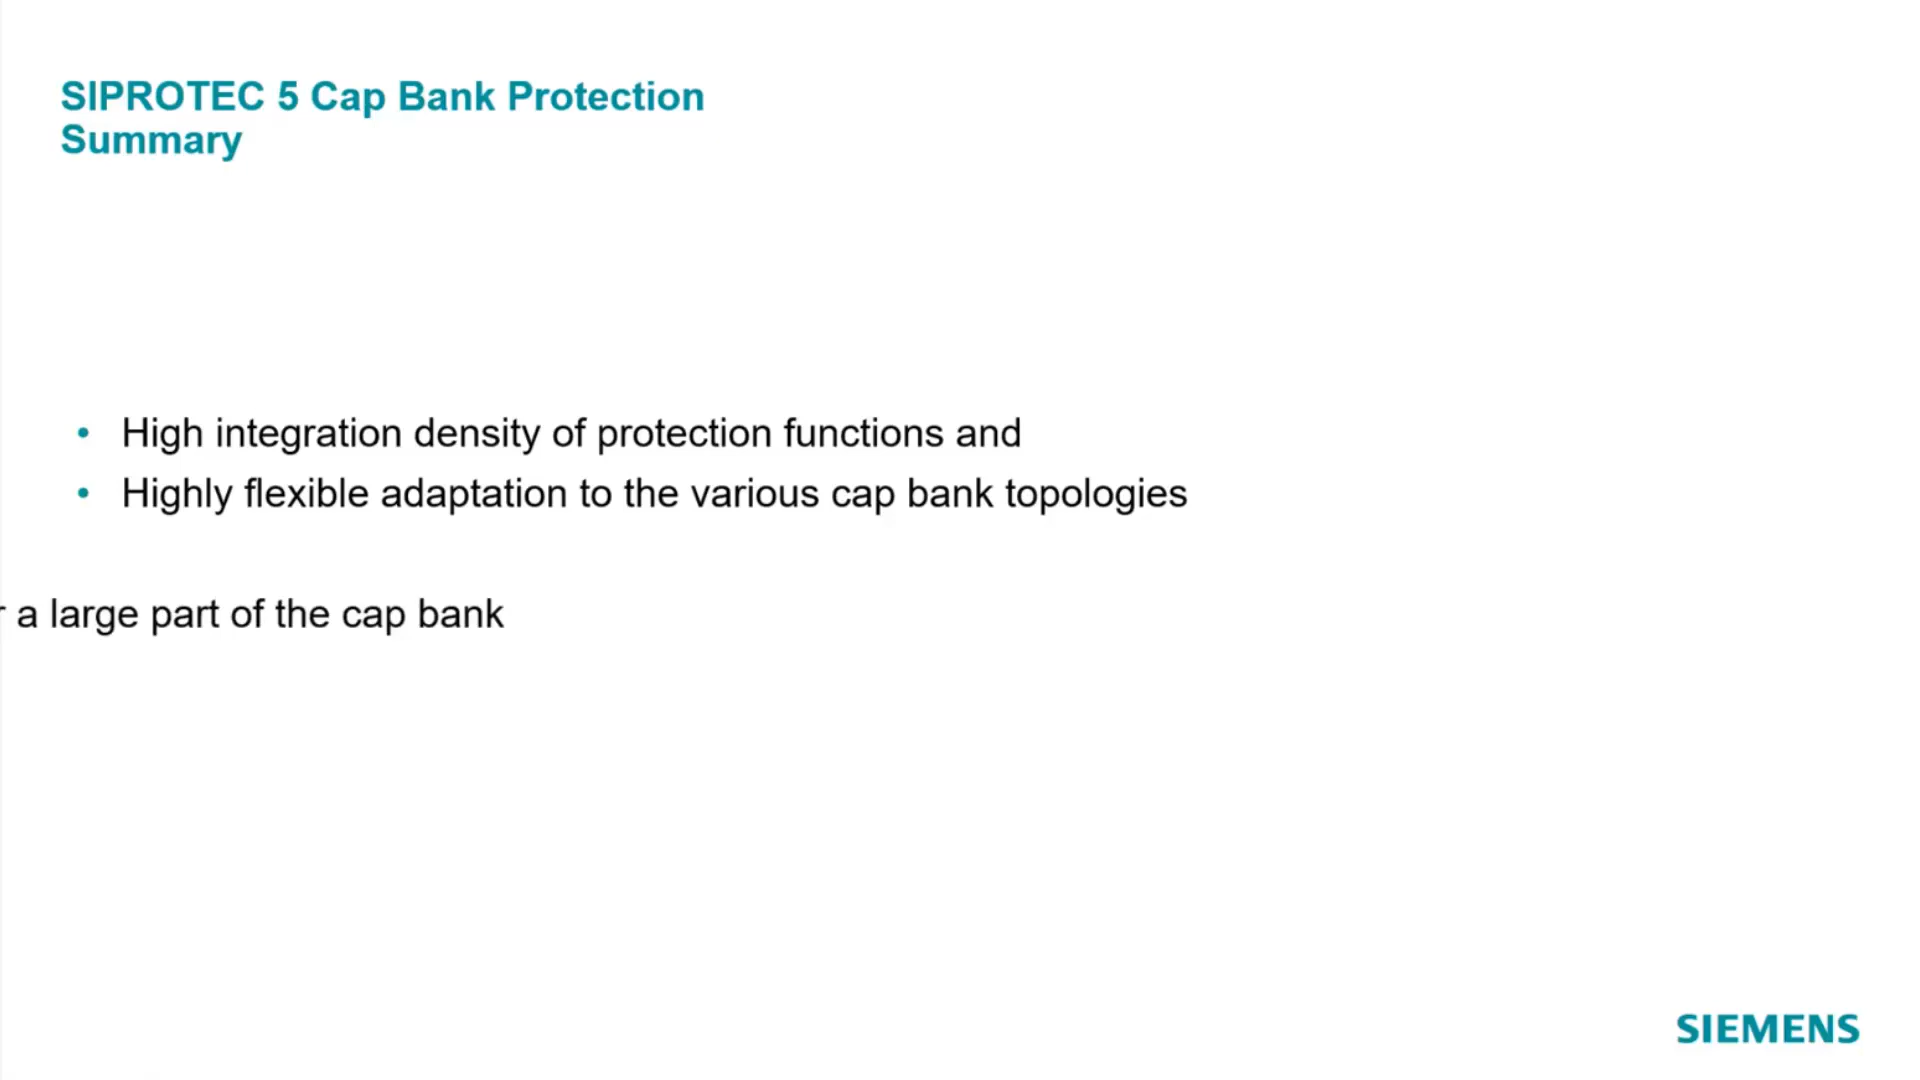 SIPROTEC 5 Cap Bank Protection
Summary
• High integration density of protection functions and
• Highly flexible adaptation to the various cap bank topologies
a large part of the cap bank
SIEMENS